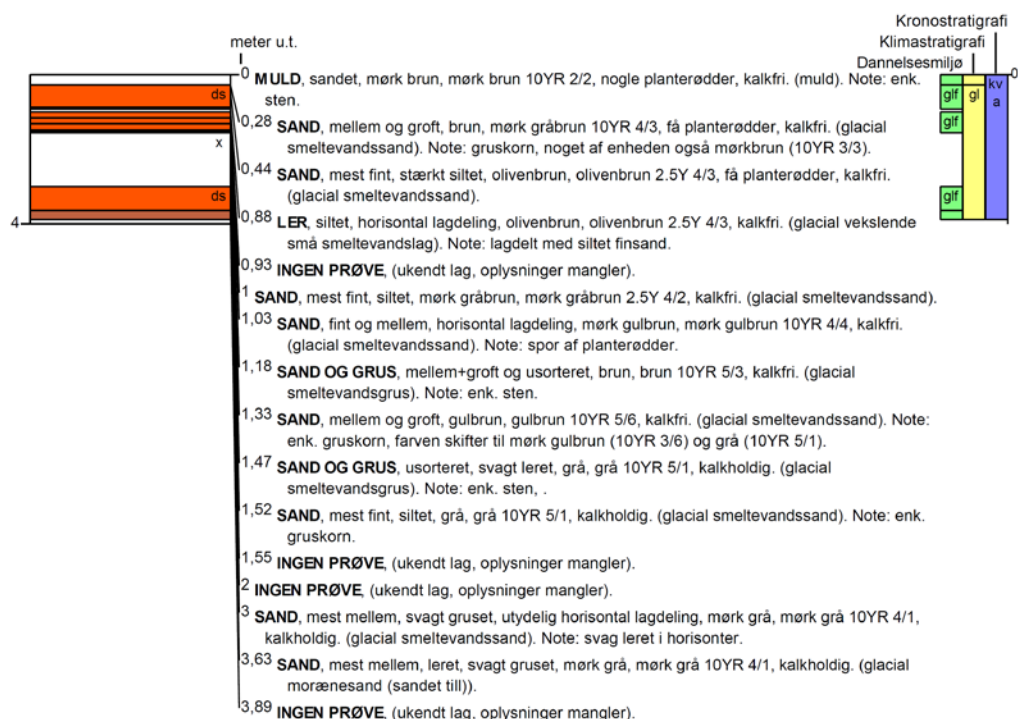 Kronostratigrafi
Klimastratigrafi
Dannelsesmiljø
meter u.t.
0 MULD, sandet, mørk brun, mørk brun 10YR 2/2, nogle planterødder, kalkfri. (muld). Note: enk.
sten.
0,28 SAND, mellem og groft, brun, mørk gråbrun 10YR 4/3, få planterødder, kalkfri. (glacial
smeltevandssand). Note: gruskorn, noget af enheden også mørkbrun (10YR 3/3).
0,44 SAND, mest fint, stærkt siltet, olivenbrun, olivenbrun 2.5Y 4/3, få planterødder, kalkfri.
(glacial smeltevandssand).
0,88 LER, siltet, horisontal lagdeling, olivenbrun, olivenbrun 2.5Y 4/3, kalkfri. (glacial vekslende
små smeltevandslag). Note: lagdelt med siltet finsand.
0,93 INGEN PRØVE, (ukendt lag, oplysninger mangler).
1 SAND, mest fint, siltet, mørk gråbrun, mørk gråbrun 2.5Y 4/2, kalkfri. (glacial smeltevandssand).
1,03 SAND, fint og mellem, horisontal lagdeling, mørk gulbrun, mørk gulbrun 10YR 4/4, kalkfri.
(glacial smeltevandssand). Note: spor af planterødder.
1,18 SAND OG GRUS, mellem+groft og usorteret, brun, brun 10YR 5/3, kalkfri. (glacial
smeltevandsgrus). Note: enk. sten.
1,33 SAND, mellem og groft, gulbrun, gulbrun 10YR 5/6, kalkfri. (glacial smeltevandssand). Note:
enk. gruskorn, farven skifter til mørk gulbrun (10YR 3/6) og grå (10YR 5/1).
1,47 SAND OG GRUS, usorteret, svagt leret, grå, grå 10YR 5/1, kalkholdig. (glacial
smeltevandsgrus). Note: enk. sten, .
1,52 SAND, mest fint, siltet, grå, grå 10YR 5/1, kalkholdig. (glacial smeltevandssand). Note: enk.
gruskorn.
1,55 INGEN PRØVE, (ukendt lag, oplysninger mangler).
2 INGEN PRØVE, (ukendt lag, oplysninger mangler).
3 SAND, mest mellem, svagt gruset, utydelig horisontal lagdeling, mørk grå, mørk grå 10YR 4/1,
kalkholdig. (glacial smeltevandssand). Note: svag leret i horisonter.
3,63 SAND, mest mellem, leret, svagt gruset, mørk grå, mørk grå 10YR 4/1, kalkholdig. (glacial
morænesand (sandet till)).
3,89 INGEN PRØVE, (ukendt lag, oplysninger mangler).
ds
x
ds
4
0
glf gl kv
a
glf
glf